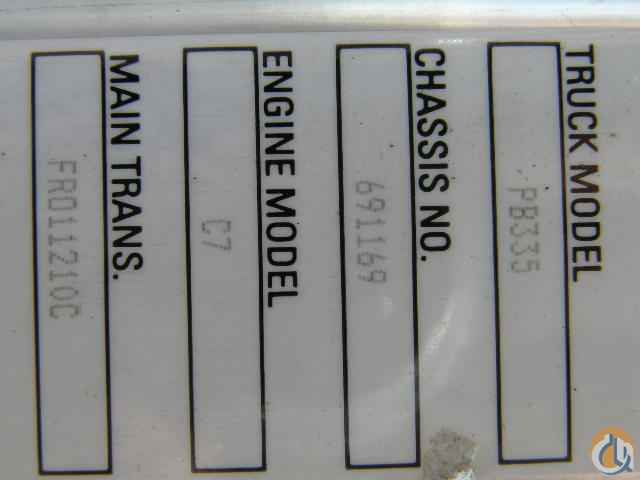 TRUCK MODEL
PB335
CHASSIS NO.
691169
ENGINE MODEL
C7
MAIN TRANS.
FRO11210C